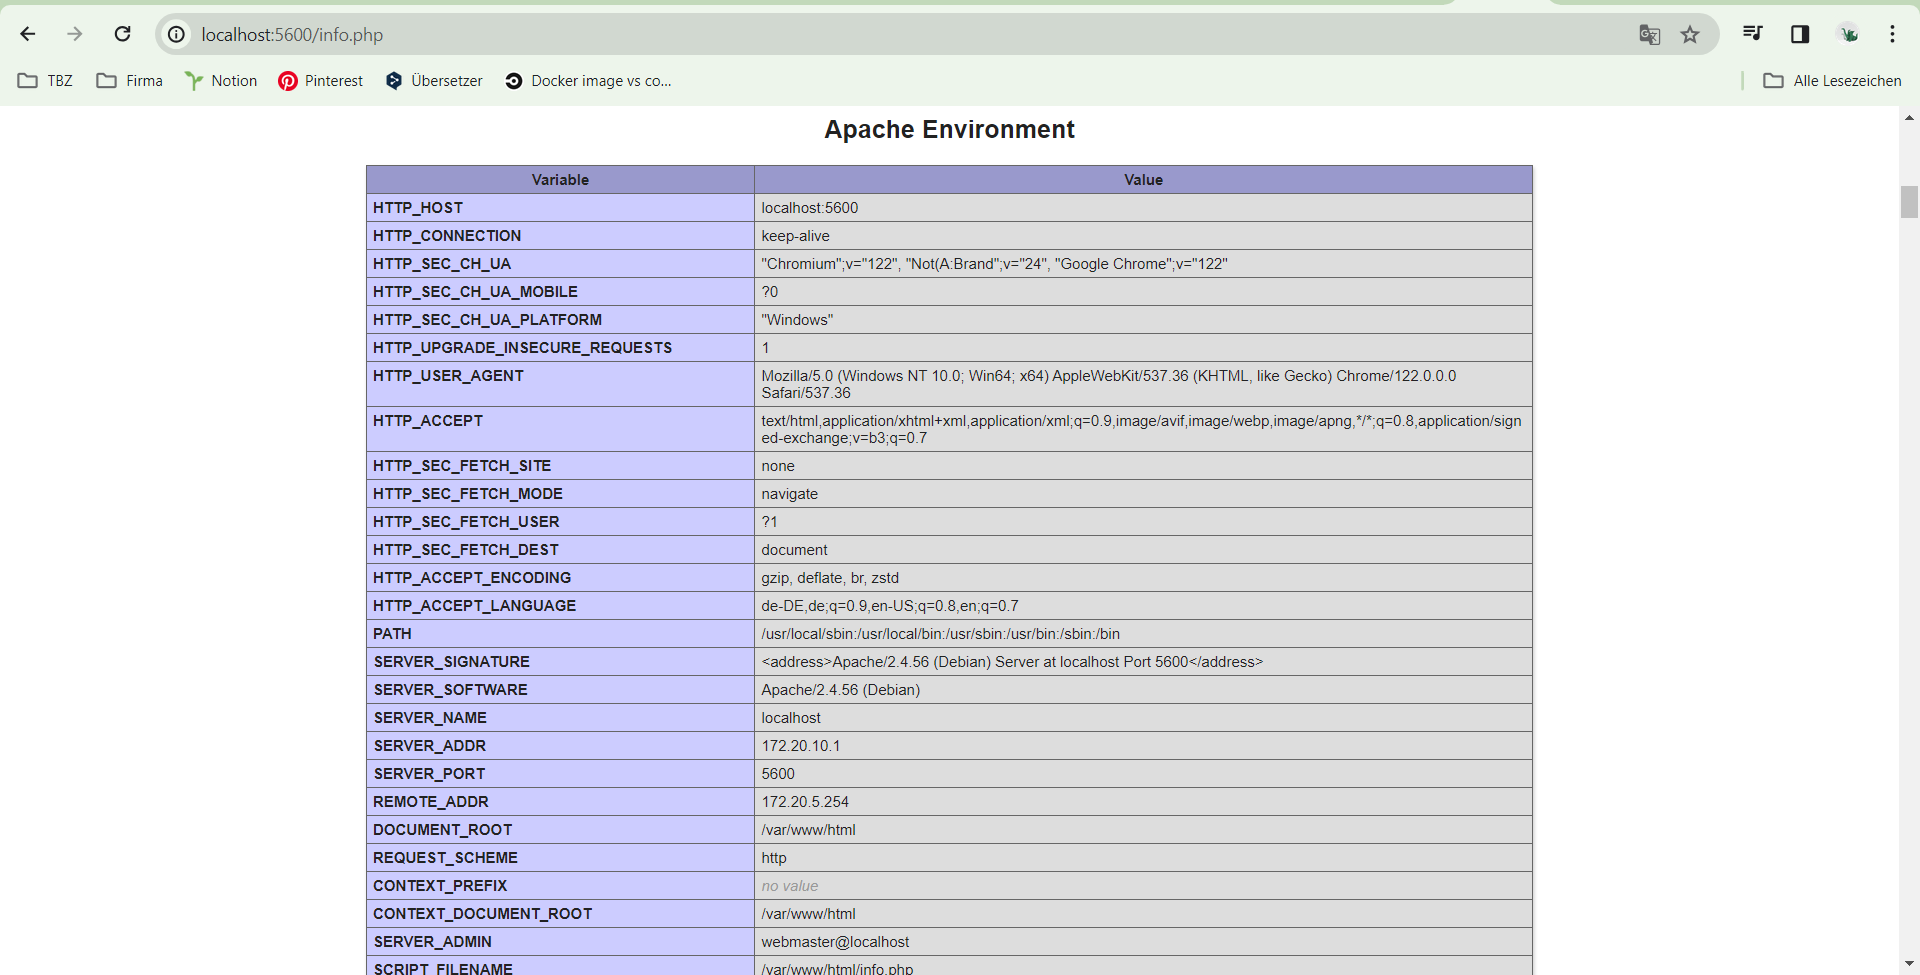 localhost:5600/info.php
TBZ Firma Notion Pinterest Übersetzer Docker image vs co... Alle Lesezeichen
Apache Environment
Variable Value
HTTP_HOST localhost:5600
HTTP_CONNECTION keep-alive
HTTP_SEC_CH_UA "Chromium";v="122", "Not(A:Brand";v="24", "Google Chrome";v="122"
HTTP_SEC_CH_UA_MOBILE ?0
HTTP_SEC_CH_UA_PLATFORM "Windows"
HTTP_UPGRADE_INSECURE_REQUESTS 1
HTTP_USER_AGENT Mozilla/5.0 (Windows NT 10.0; Win64; x64) AppleWebKit/537.36 (KHTML, like Gecko) Chrome/122.0.0.0
Safari/537.36
HTTP_ACCEPT text/html,application/xhtml+xml,application/xml;q=0.9,image/avif,image/webp,image/apng,*/*;q=0.8,application/sign
ed-exchange;v=b3;q=0.7
HTTP_SEC_FETCH_SITE none
HTTP_SEC_FETCH_MODE navigate
HTTP_SEC_FETCH_USER ?1
HTTP_SEC_FETCH_DEST document
HTTP_ACCEPT_ENCODING gzip, deflate, br, zstd
HTTP_ACCEPT_LANGUAGE de-DE,de;q=0.9,en-US;q=0.8,en;q=0.7
PATH /usr/local/sbin:/usr/local/bin:/usr/sbin:/usr/bin:/sbin:/bin
SERVER_SIGNATURE <address>Apache/2.4.56 (Debian) Server at localhost Port 5600</address>
SERVER_SOFTWARE Apache/2.4.56 (Debian)
SERVER_NAME localhost
SERVER_ADDR 172.20.10.1
SERVER_PORT 5600
REMOTE_ADDR 172.20.5.254
DOCUMENT_ROOT /var/www/html
REQUEST_SCHEME http
CONTEXT_PREFIX no value
CONTEXT_DOCUMENT_ROOT /var/www/html
SERVER_ADMIN webmaster@localhost
SCRIPT_FILENAME /var/www/html/info.php